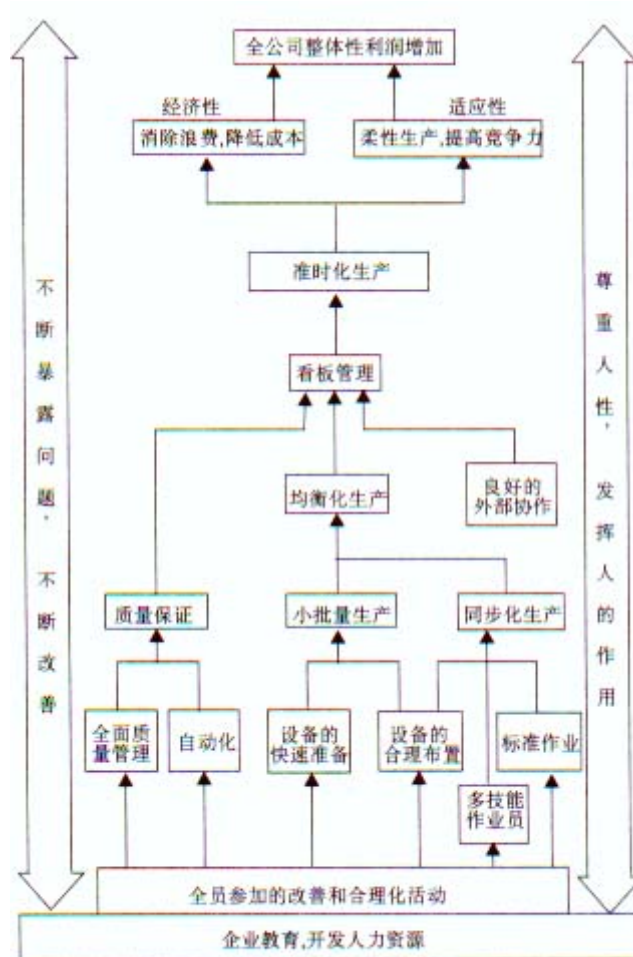 全公司整体性利润增加
经济性
适应性
消除浪费,降低成本
柔性生产,提高竞争力
准时化生产
看板管理
均衡化生产
良好的
外部协作
质量保证
小批量生产
同步化生产
全面质
量管理
自动化
设备的
快速准备
设备的
合理布置
标准作业
多技能
作业员
全员参加的改善和合理化活动
企业教育,开发人力资源
不断暴露问题，不断改善
尊重人性，发挥人的作用